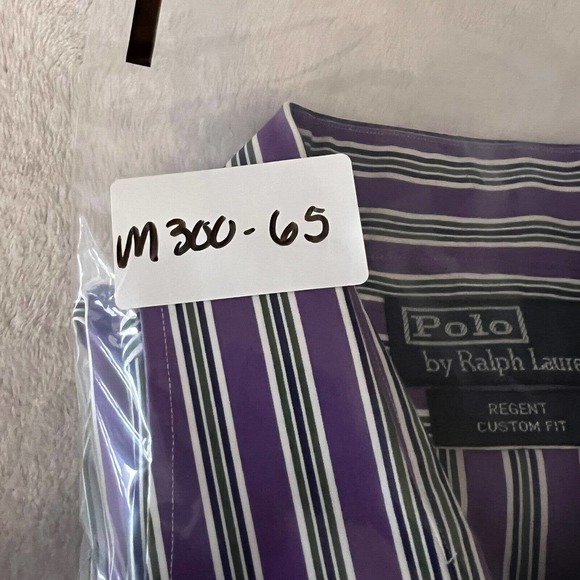 M300-65
Polo
by Ralph Laure
REGENT
CUSTOM FIT